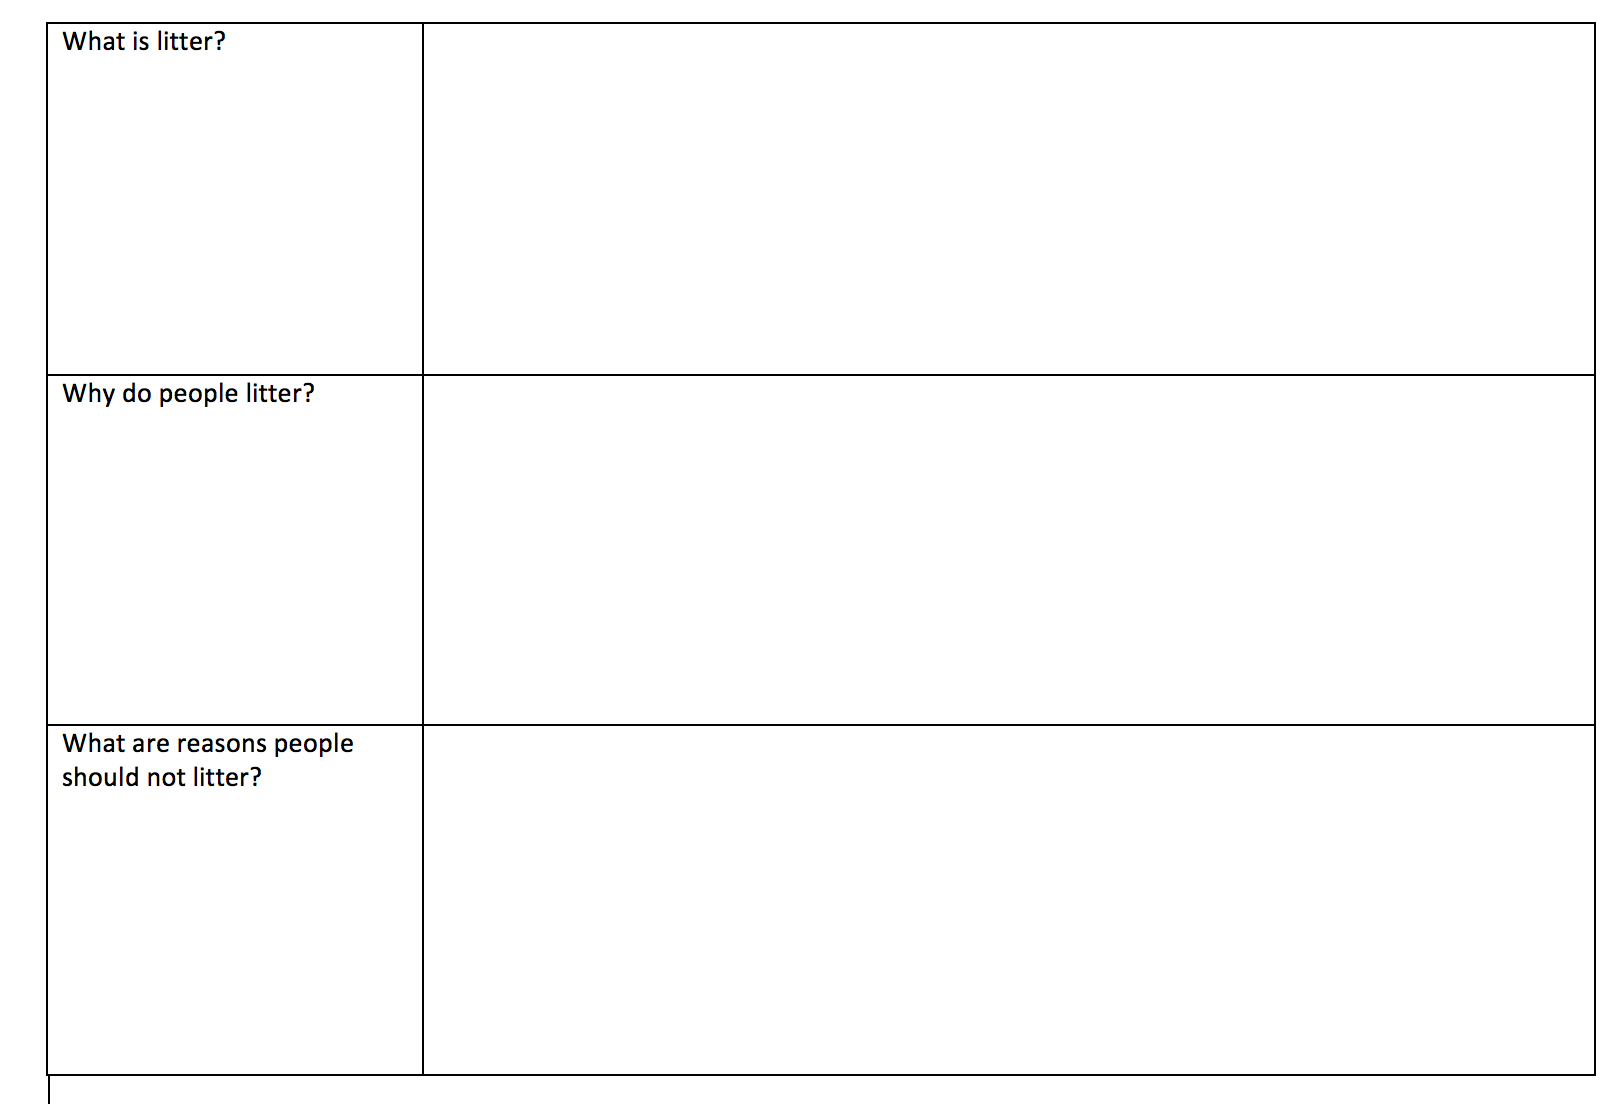 What is litter?
Why do people litter?
What are reasons people
should not litter?